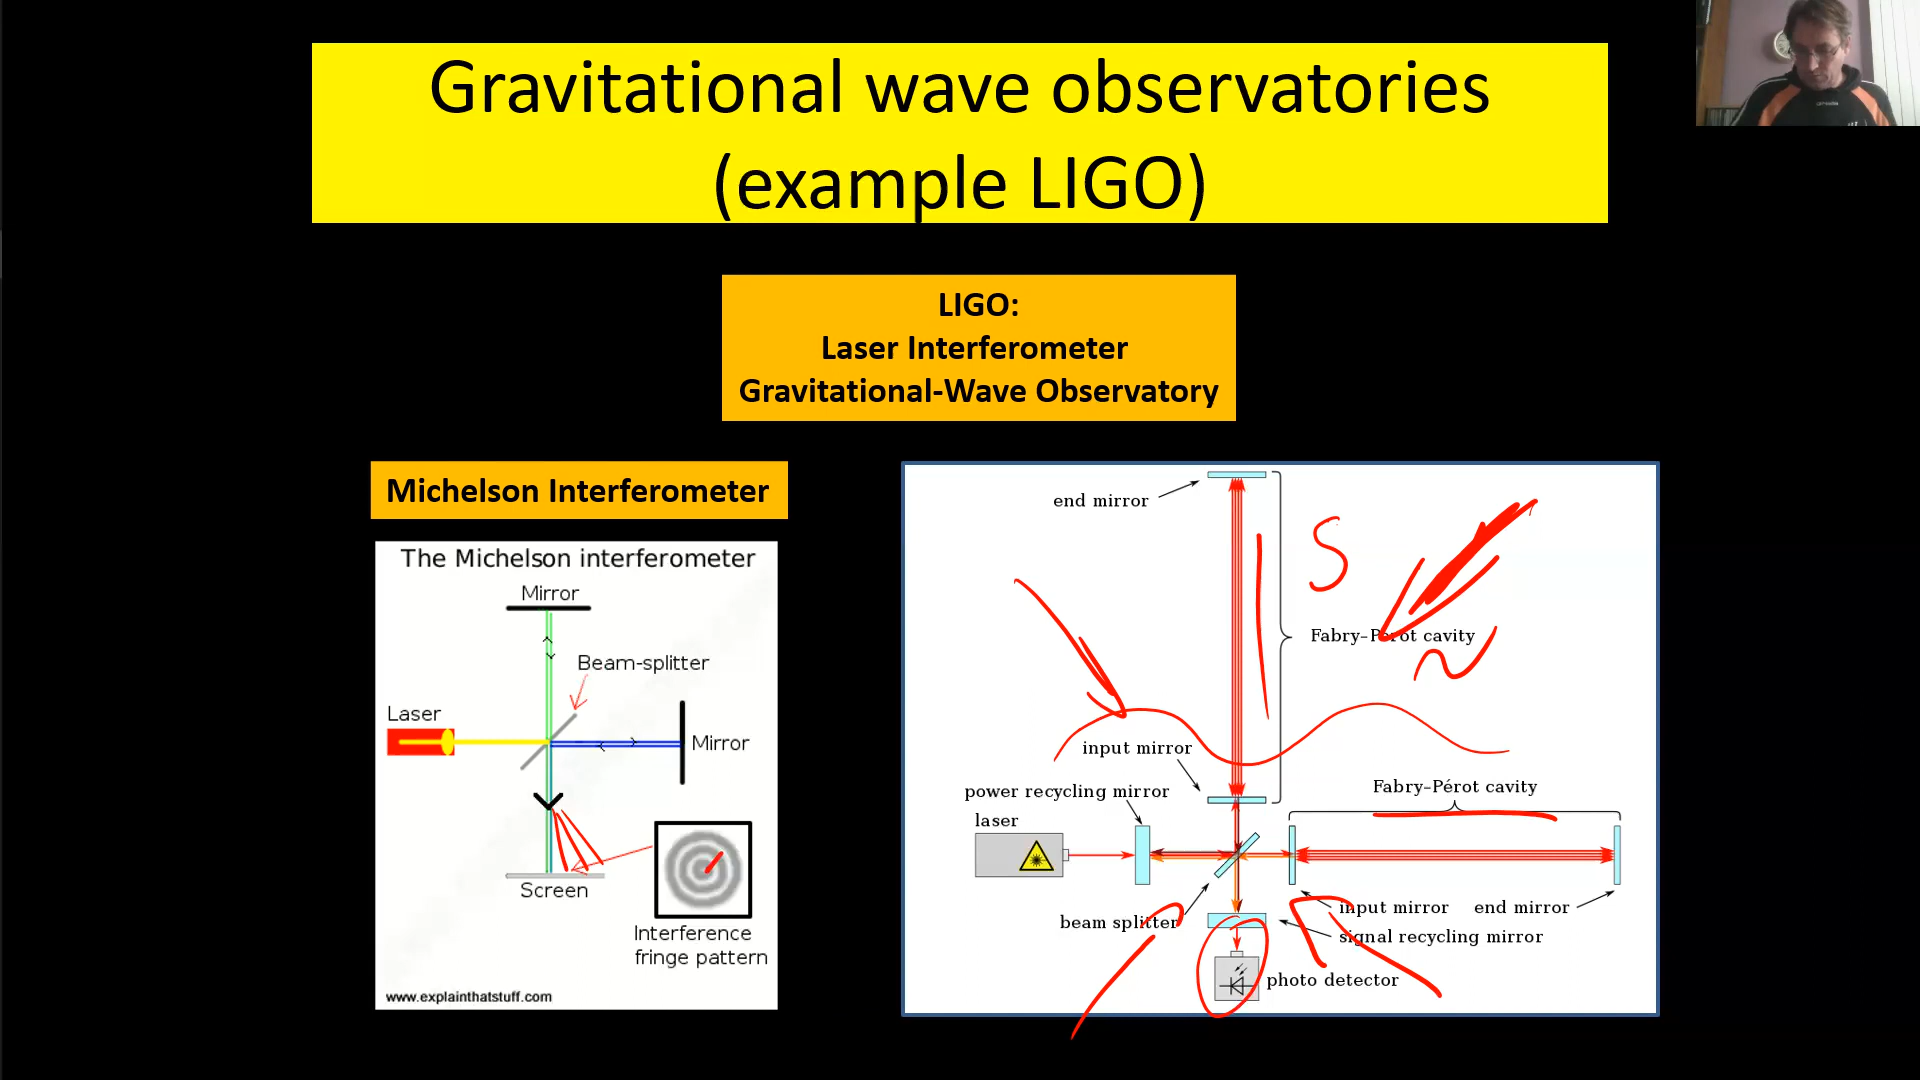 Gravitational wave observatories
(example LIGO)
LIGO:
Laser Interferometer
Gravitational-Wave Observatory
Michelson Interferometer
The Michelson interferometer
Mirror
Beam-splitter
Laser
Mirror
Screen
Interference
fringe pattern
www.explainthatstuff.com
end mirror
S
Fabry-Pérot cavity
input mirror
Fabry-Pérot cavity
power recycling mirror
laser
input mirror
end mirror
beam splitter
signal recycling mirror
photo detector